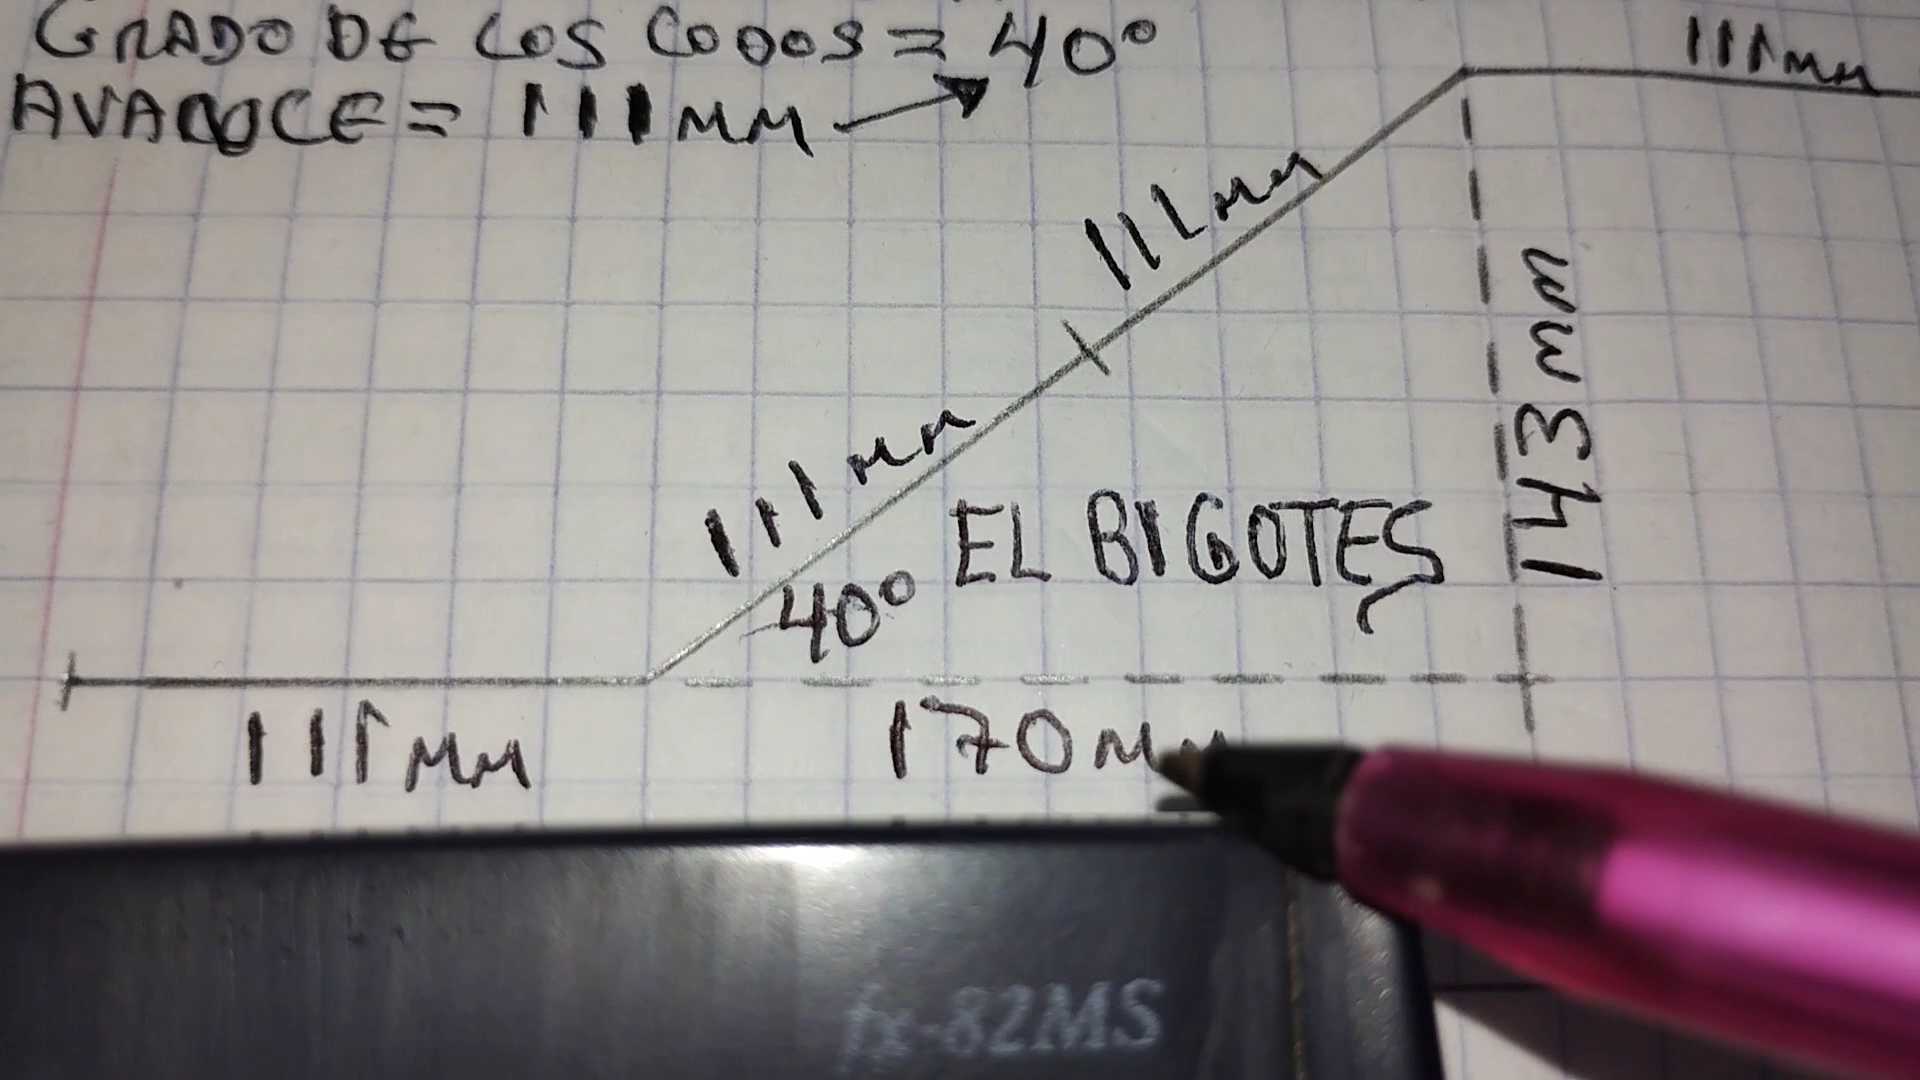 GRADO DE LOS CODOS = 40°
AVANCE = 111mm
111mm
111mm
111mm
143mm
40°
EL BIGOTES
111mm
170mm
fx-82MS